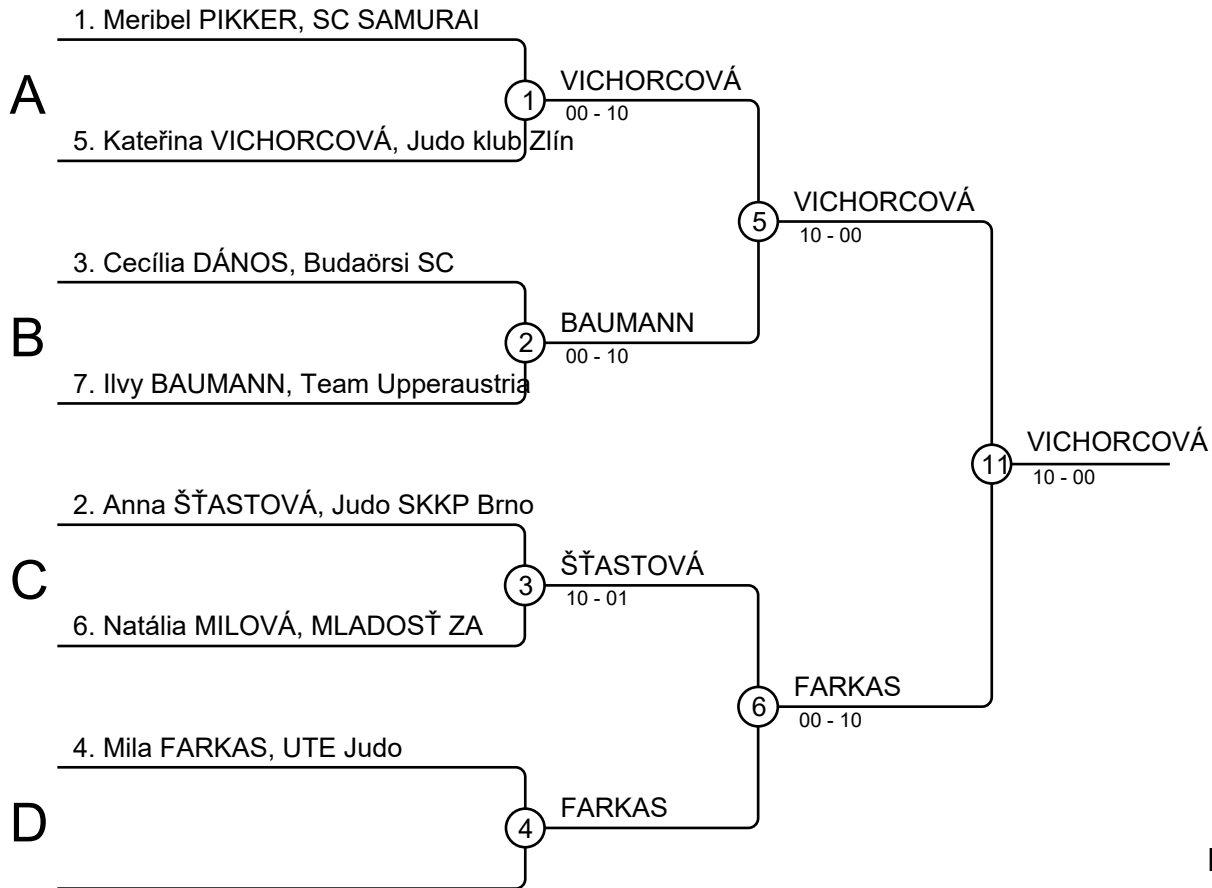 1. Meribel PIKKER, SC SAMURAI
A
1
VICHORCOVÁ
00 - 10
5. Kateřina VICHORCOVÁ, Judo klub Zlín
5
VICHORCOVÁ
10 - 00
3. Cecília DÁNOS, Budaörsi SC
B
2
BAUMANN
00 - 10
7. Ilvy BAUMANN, Team Upperaustria
11
VICHORCOVÁ
10 - 00
2. Anna ŠŤASTOVÁ, Judo SKKP Brno
C
3
ŠŤASTOVÁ
10 - 01
6. Natália MILOVÁ, MLADOSŤ ZA
6
FARKAS
00 - 10
4. Mila FARKAS, UTE Judo
D
4
FARKAS